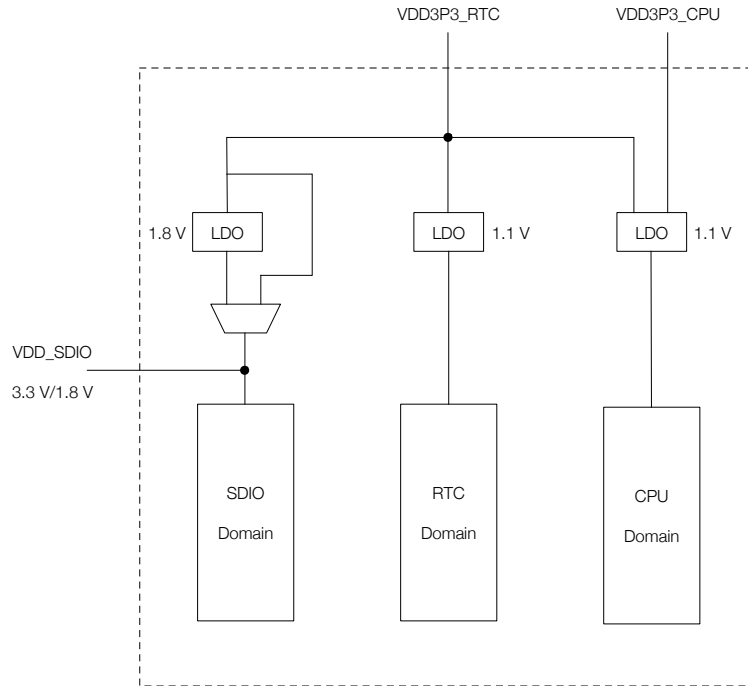 VDD3P3_RTC
VDD3P3_CPU
1.8 V
LDO
LDO
1.1 V
LDO
1.1 V
VDD_SDIO
3.3 V/1.8 V
SDIO
Domain
RTC
Domain
CPU
Domain